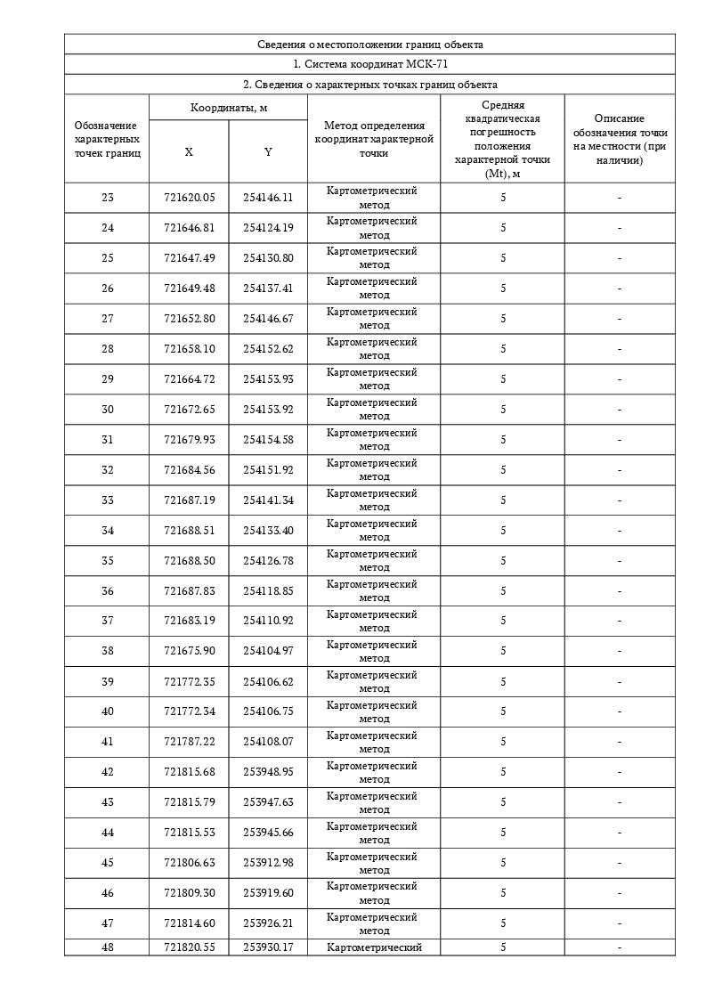 Сведения о местоположении границ объекта
1. Система координат МСК-71
2. Сведения о характерных точках границ объекта
Обозначение
характерных
точек границ
Координаты, м
X
Y
Метод определения
координат характерной
точки
Средняя
квадратическая
погрешность
положения
характерной точки
(Mt), м
Описание
обозначения точки
на местности (при
наличии)
23 721620.05 254146.11 Картометрический
метод 5 -
24 721646.81 254124.19 Картометрический
метод 5 -
25 721647.49 254130.80 Картометрический
метод 5 -
26 721649.48 254137.41 Картометрический
метод 5 -
27 721652.80 254146.67 Картометрический
метод 5 -
28 721658.10 254152.62 Картометрический
метод 5 -
29 721664.72 254153.93 Картометрический
метод 5 -
30 721672.65 254153.92 Картометрический
метод 5 -
31 721679.93 254154.58 Картометрический
метод 5 -
32 721684.56 254151.92 Картометрический
метод 5 -
33 721687.19 254141.34 Картометрический
метод 5 -
34 721688.51 254133.40 Картометрический
метод 5 -
35 721688.50 254126.78 Картометрический
метод 5 -
36 721687.83 254118.85 Картометрический
метод 5 -
37 721683.19 254110.92 Картометрический
метод 5 -
38 721675.90 254104.97 Картометрический
метод 5 -
39 721772.35 254106.62 Картометрический
метод 5 -
40 721772.34 254106.75 Картометрический
метод 5 -
41 721787.22 254108.07 Картометрический
метод 5 -
42 721815.68 253948.95 Картометрический
метод 5 -
43 721815.79 253947.63 Картометрический
метод 5 -
44 721815.53 253945.66 Картометрический
метод 5 -
45 721806.63 253912.98 Картометрический
метод 5 -
46 721809.30 253919.60 Картометрический
метод 5 -
47 721814.60 253926.21 Картометрический
метод 5 -
48 721820.55 253930.17 Картометрический 5 -